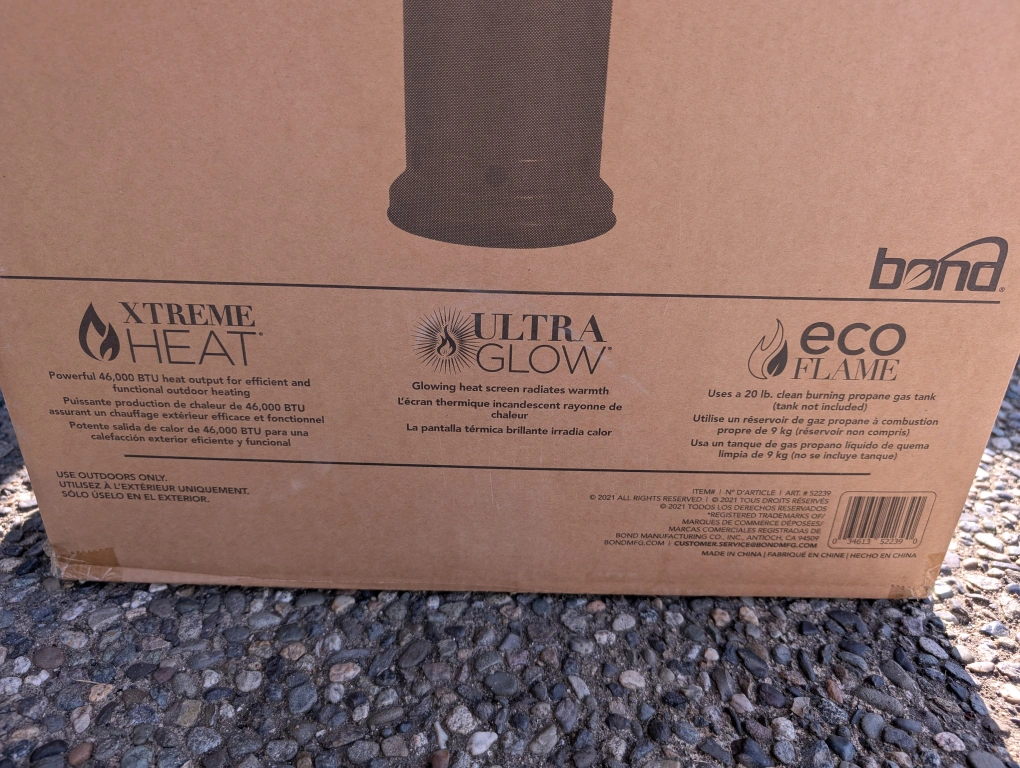 bond®
XTREME
HEAT®
Powerful 46,000 BTU heat output for efficient and
functional outdoor heating
Puissante production de chaleur de 46,000 BTU
assurant un chauffage extérieur efficace et fonctionnel
Potente salida de calor de 46,000 BTU para una
calefacción exterior eficiente y funcional
ULTRA
GLOW®
Glowing heat screen radiates warmth
L'écran thermique incandescent rayonne de
chaleur
La pantalla térmica brillante irradia calor
eco
FLAME
Uses a 20 lb. clean burning propane gas tank
(tank not included)
Utilise un réservoir de gaz propane à combustion
propre de 9 kg (réservoir non compris)
Usa un tanque de gas propano líquido de quema
limpia de 9 kg (no se incluye tanque)
USE OUTDOORS ONLY.
UTILISEZ À L'EXTÉRIEUR UNIQUEMENT.
SÓLO ÚSELO EN EL EXTERIOR.
ITEM# | N° D'ARTICLE | ART. # 52239
© 2021 ALL RIGHTS RESERVED | © 2021 TOUS DROITS RÉSERVÉS
© 2021 TODOS LOS DERECHOS RESERVADOS
®REGISTERED TRADEMARKS OF/
MARQUES DE COMMERCE DÉPOSÉES/
MARCAS COMERCIALES REGISTRADAS DE
BOND MANUFACTURING CO., INC., ANTIOCH, CA 94509
BONDMFG.COM | CUSTOMER.SERVICE@BONDMFG.COM
MADE IN CHINA | FABRIQUÉ EN CHINE | HECHO EN CHINA
0 34613 52239 0